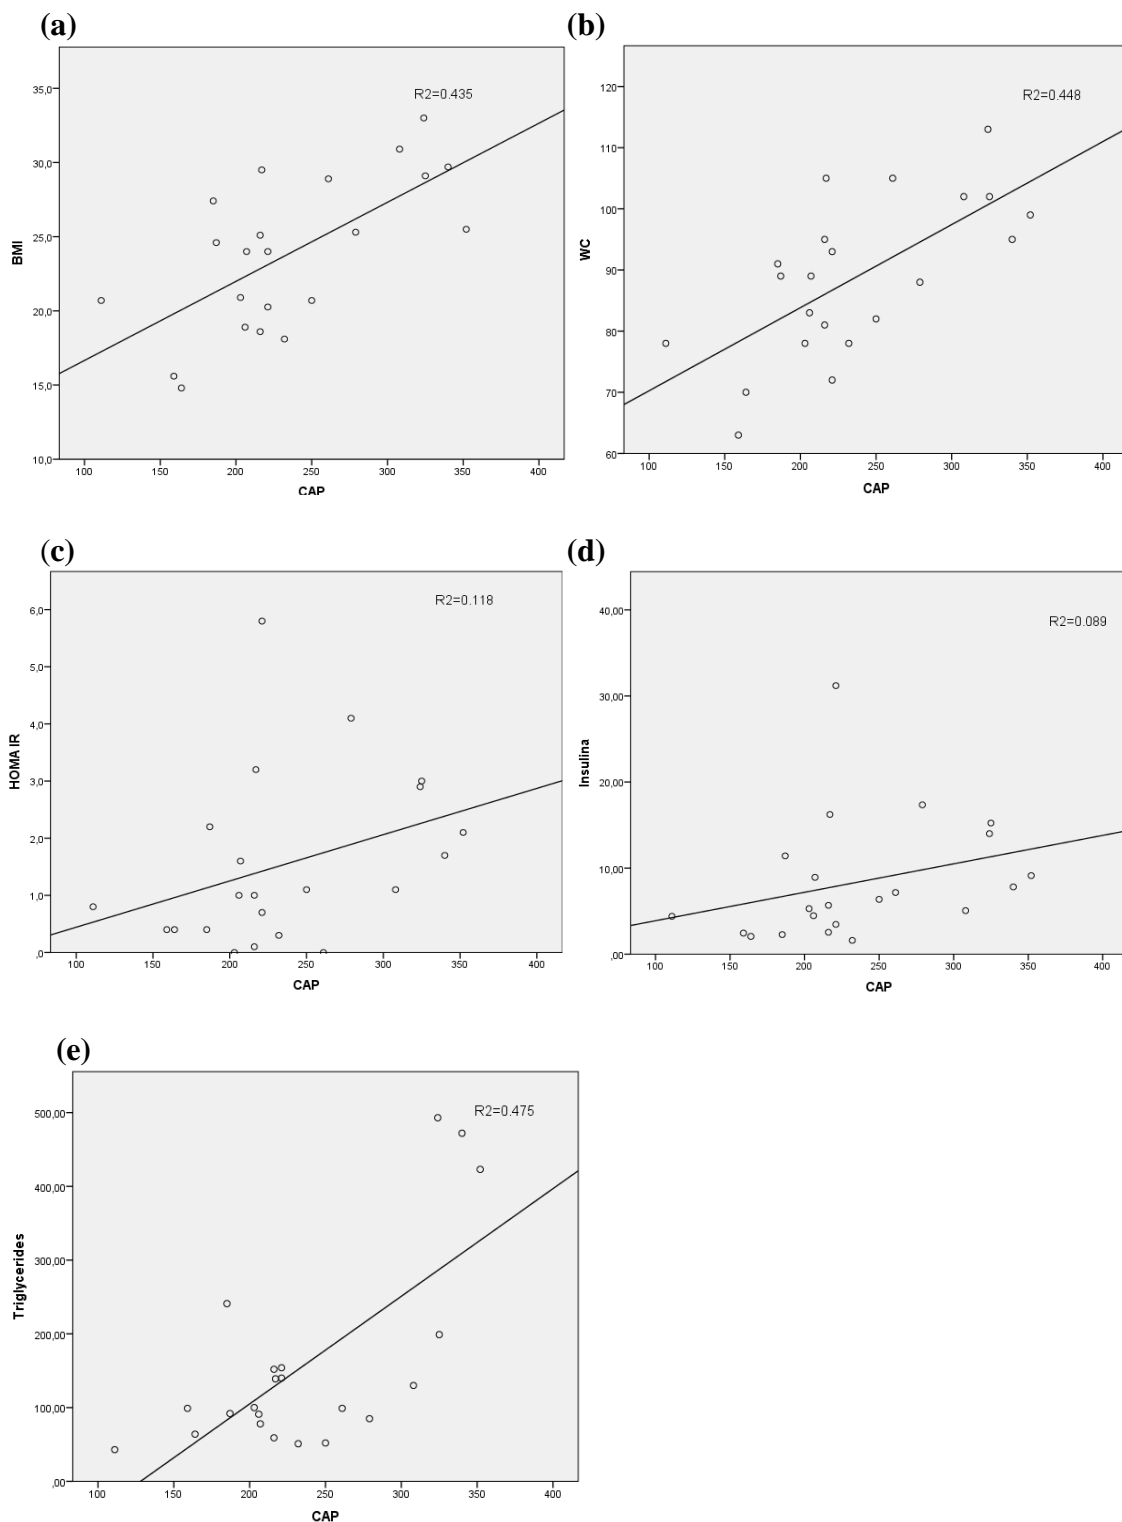 (a)
R2=0.435
35,0
30,0
25,0
20,0
15,0
10,0
BMI
100 150 200 250 300 350 400
CAP
(b)
R2=0.448
120
110
100
90
80
70
60
WC
100 150 200 250 300 350 400
CAP
(c)
R2=0.118
6,0
5,0
4,0
3,0
2,0
1,0
,0
HOMA IR
100 150 200 250 300 350 400
CAP
(d)
R2=0.089
40,00
30,00
20,00
10,00
,00
Insulina
100 150 200 250 300 350 400
CAP
(e)
R2=0.475
500,00
400,00
300,00
200,00
100,00
,00
Triglycerides
100 150 200 250 300 350 400
CAP